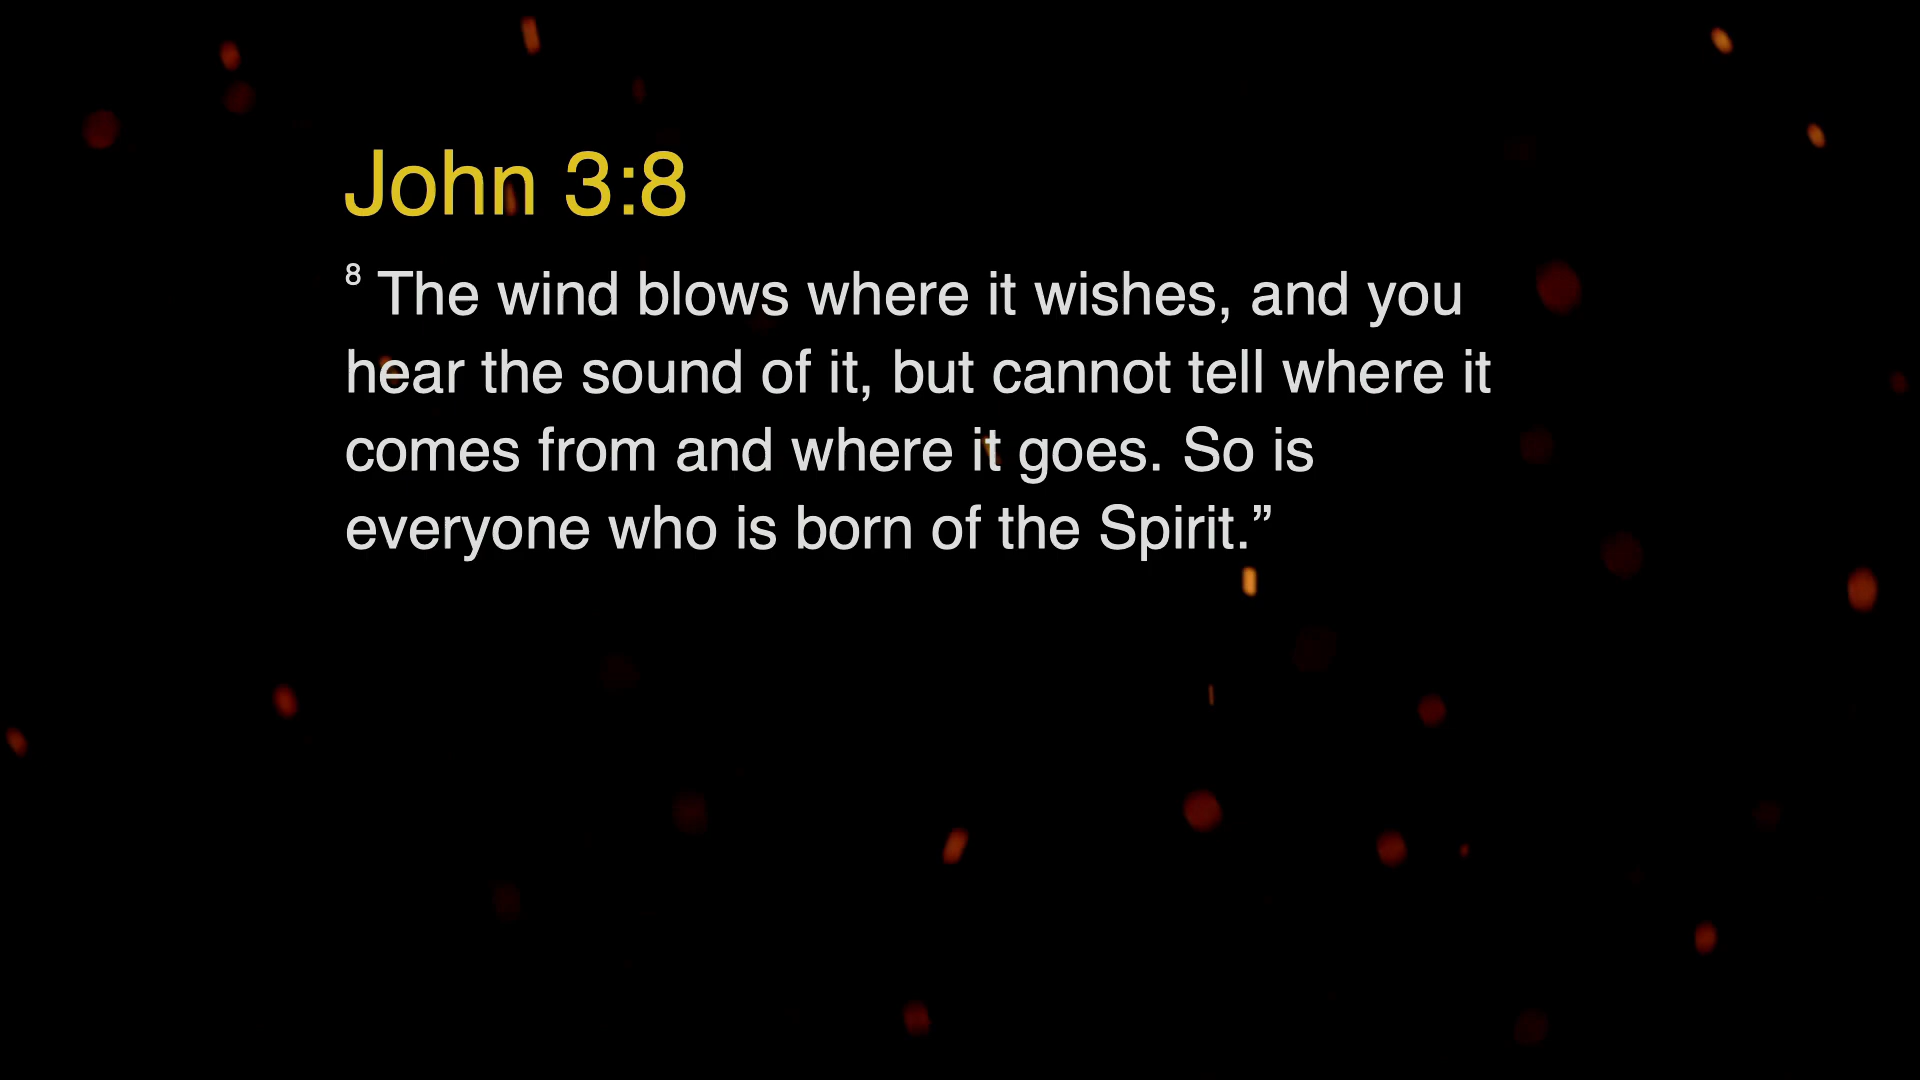 John 3:8
8 The wind blows where it wishes, and you
hear the sound of it, but cannot tell where it
comes from and where it goes. So is
everyone who is born of the Spirit.”